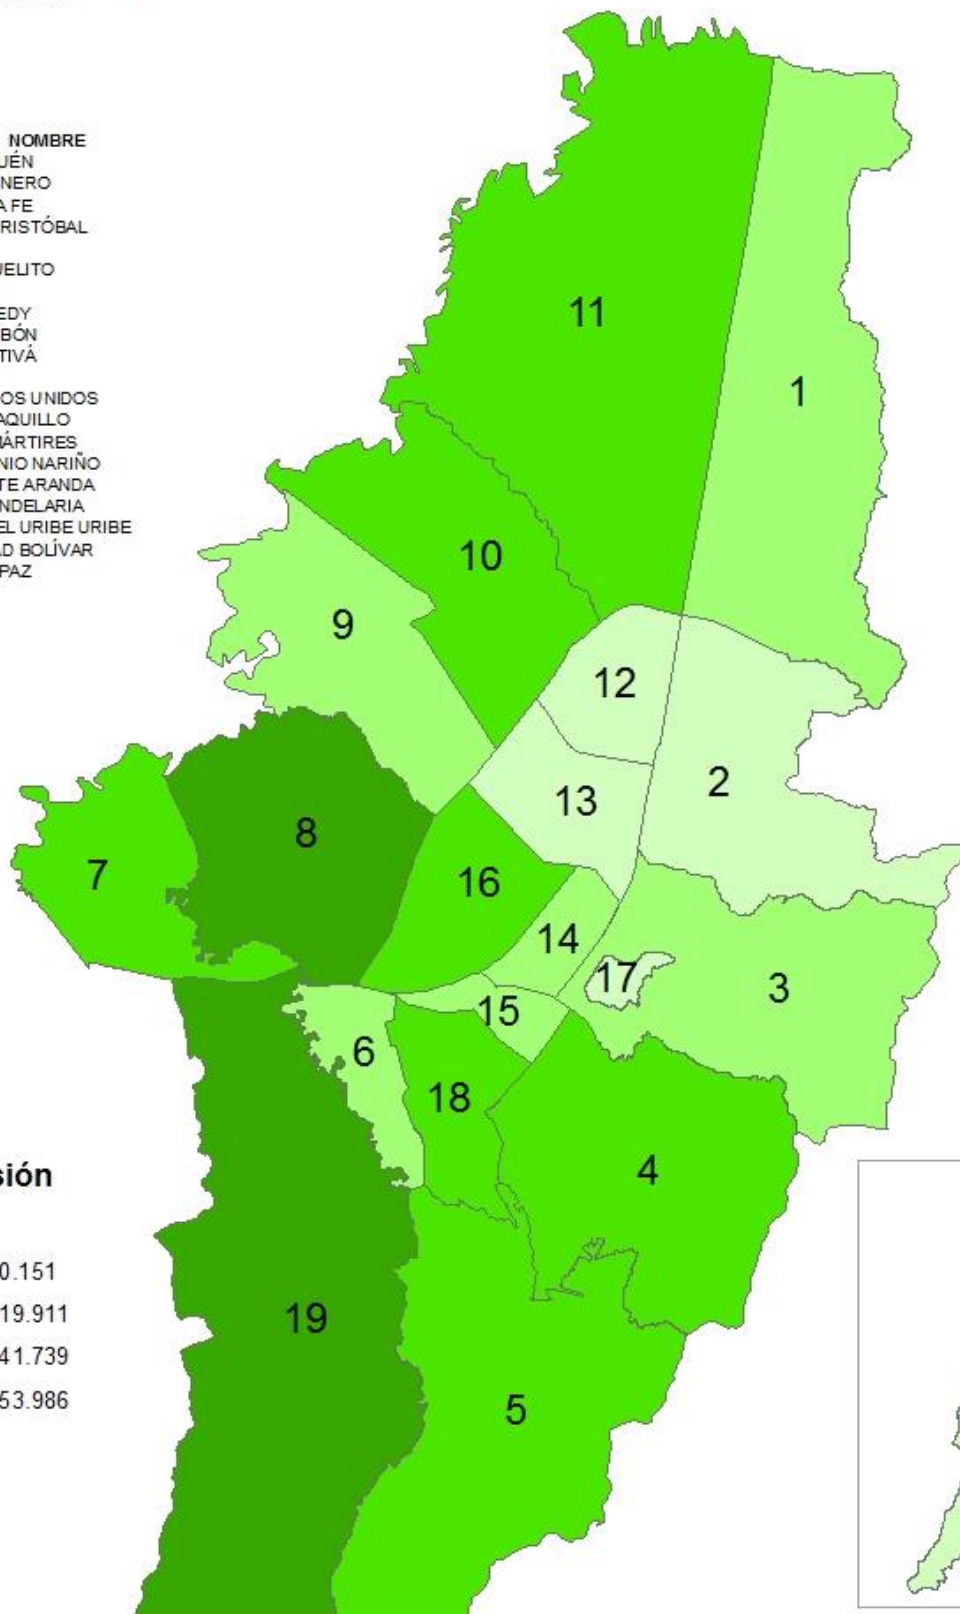 NOMBRE
UÉN
NERO
A FE
RISTÓBAL
UELITO
EDY
BÓN
TIVÁ
OS UNIDOS
AQUILLO
MÁRTIRES
NIO NARIÑO
TE ARANDA
NDELARIA
EL URIBE URIBE
AD BOLÍVAR
PAZ
11
1
10
9
12
2
13
8
7
16
14
17
3
15
6
18
4
sión
0.151
19.911
41.739
53.986
19
5